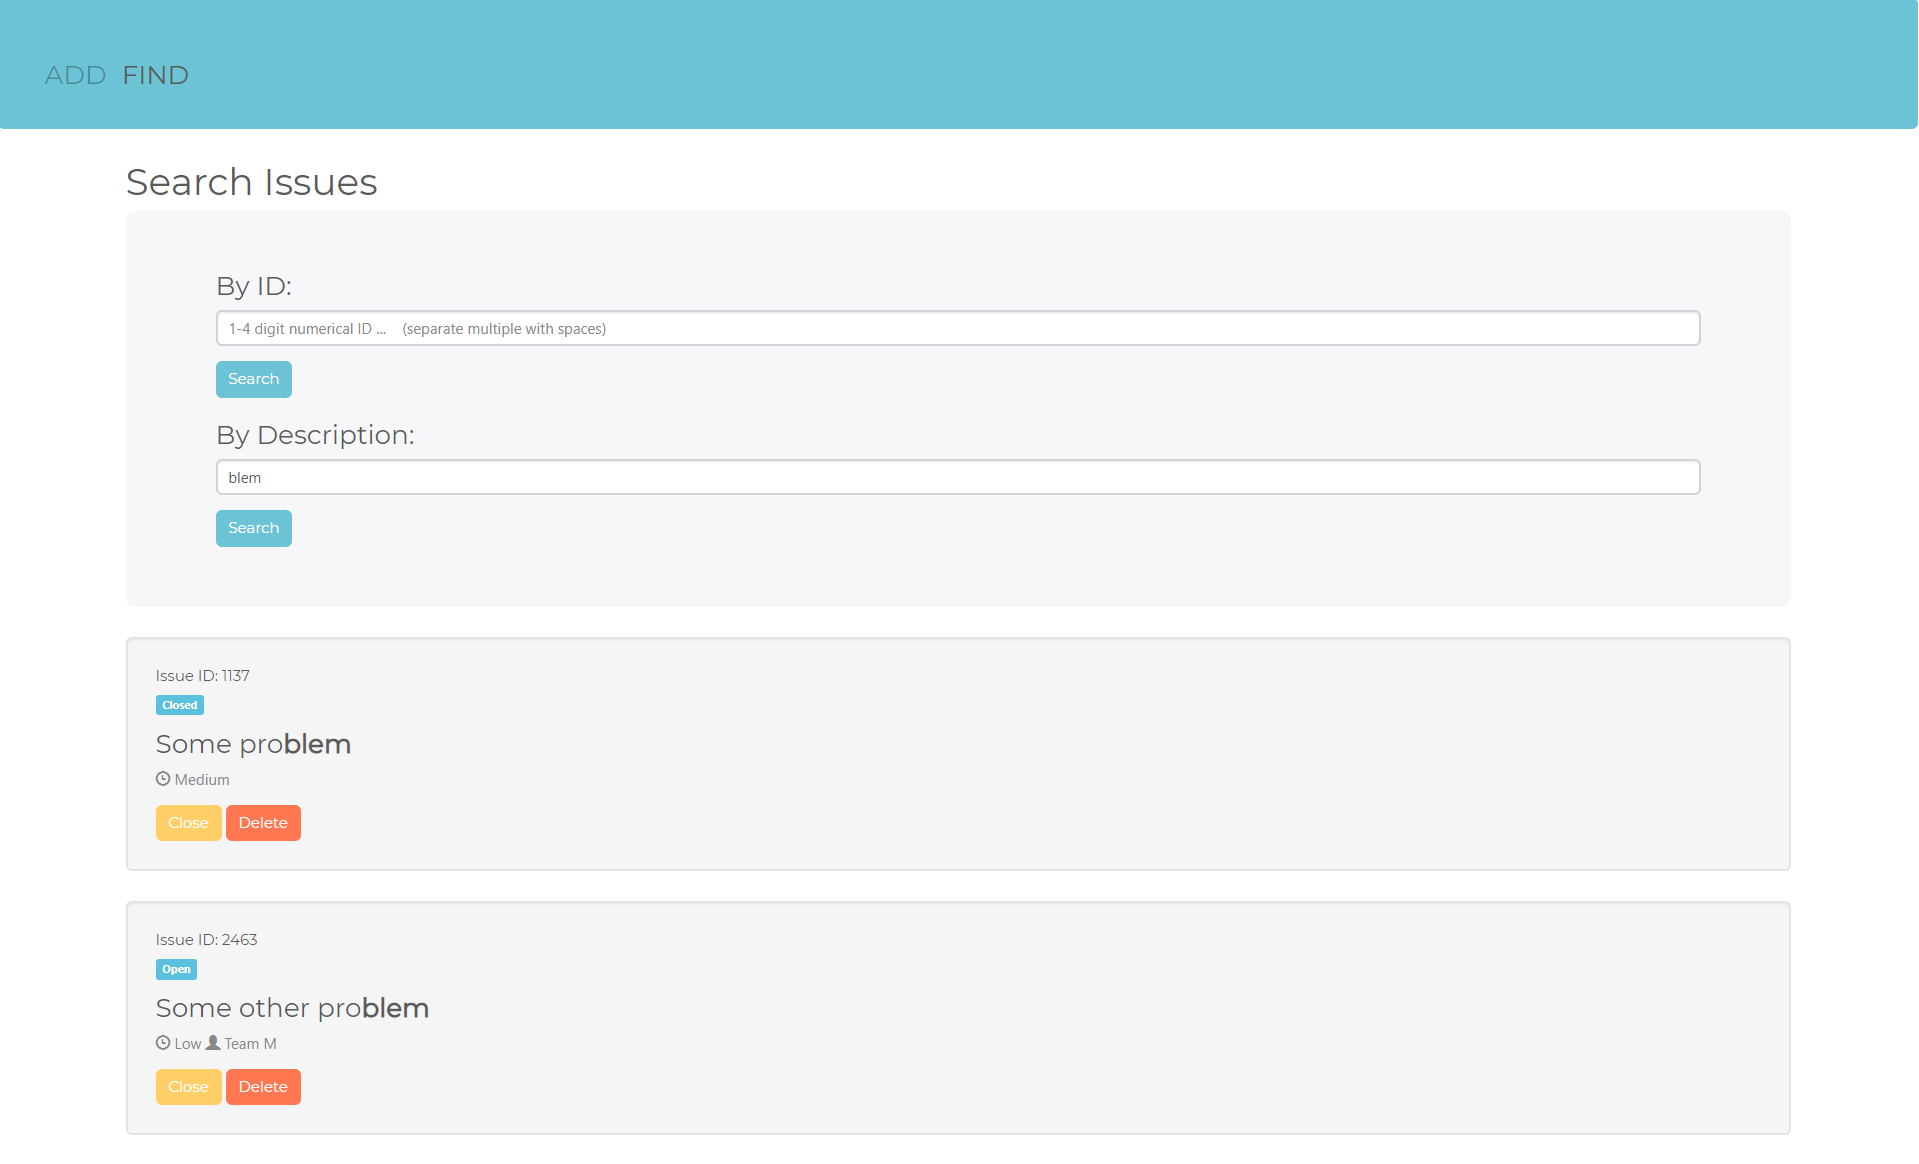 ADD FIND
Search Issues
By ID:
1-4 digit numerical ID ... (separate multiple with spaces)
Search
By Description:
blem
Search
Issue ID: 1137
Closed
Some problem
Medium
Close Delete
Issue ID: 2463
Open
Some other problem
Low Team M
Close Delete